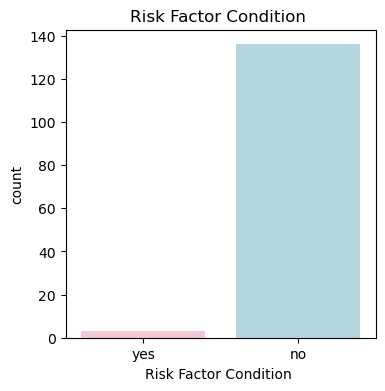 Risk Factor Condition
140
120
100
80
60
40
20
0
count
yes no
Risk Factor Condition